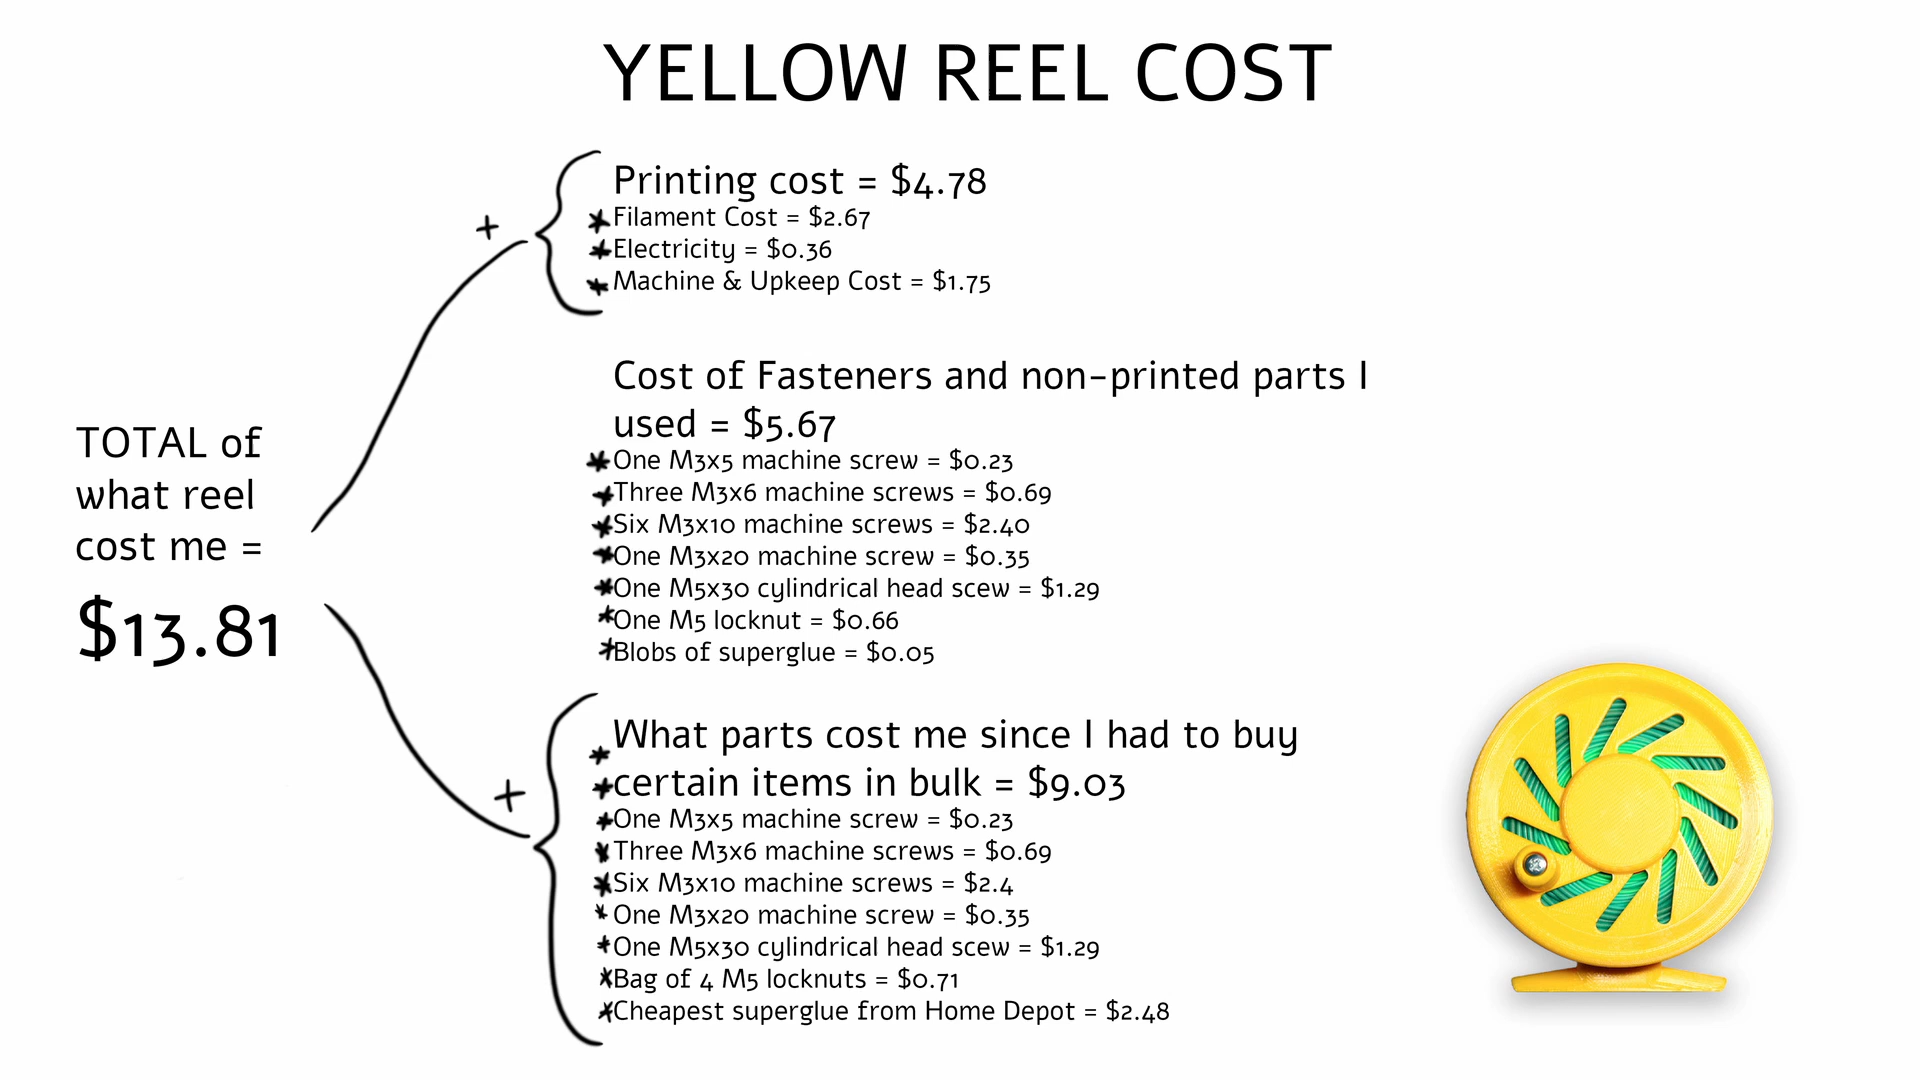 YELLOW REEL COST
Printing cost = $4.78
Filament Cost = $2.67
Electricity = $0.36
Machine & Upkeep Cost = $1.75
Cost of Fasteners and non-printed parts I
used = $5.67
One M3x5 machine screw = $0.23
Three M3x6 machine screws = $0.69
Six M3x10 machine screws = $2.40
One M3x20 machine screw = $0.35
One M5x30 cylindrical head scew = $1.29
One M5 locknut = $0.66
Blobs of superglue = $0.05
TOTAL of
what reel
cost me =
$13.81
What parts cost me since I had to buy
certain items in bulk = $9.03
One M3x5 machine screw = $0.23
Three M3x6 machine screws = $0.69
Six M3x10 machine screws = $2.4
One M3x20 machine screw = $0.35
One M5x30 cylindrical head scew = $1.29
Bag of 4 M5 locknuts = $0.71
Cheapest superglue from Home Depot = $2.48